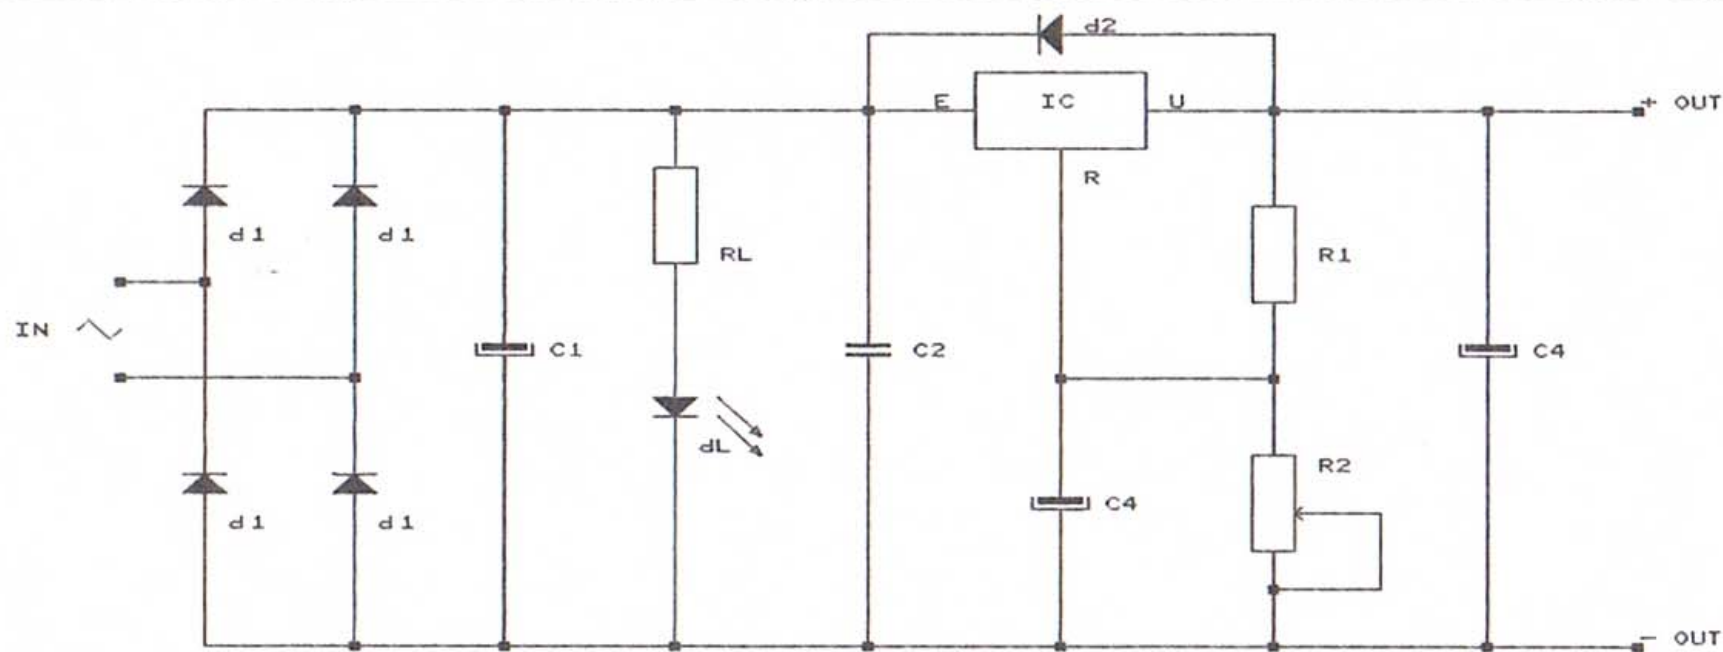 d2
E
IC
U
+ OUT
R
d1
d1
RL
R1
IN
C1
C2
C4
dL
R2
C4
d1
d1
- OUT